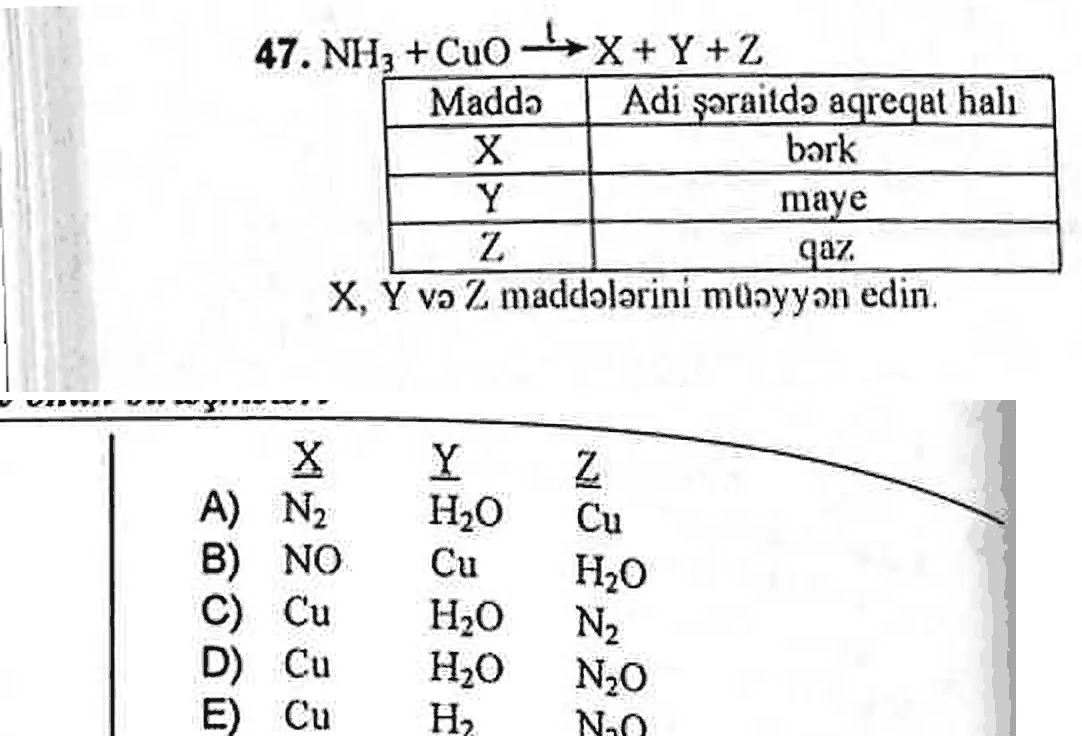 47. NH₃ + CuO —t→ X + Y + Z
Maddə Adi şəraitdə aqreqat halı
X bərk
Y maye
Z qaz
X, Y və Z maddələrini müəyyən edin.
X Y Z
A) N₂ H₂O Cu
B) NO Cu H₂O
C) Cu H₂O N₂
D) Cu H₂O N₂O
E) Cu H₂ N₂O